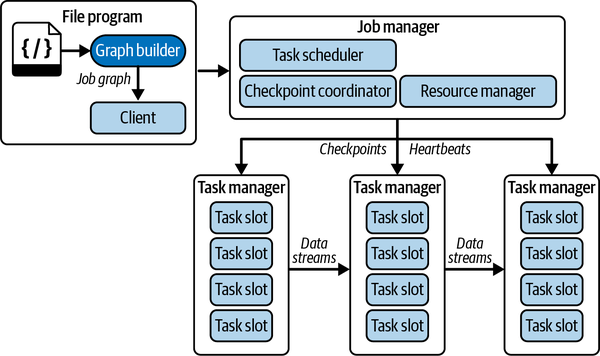 File program
{/}
Graph builder
Job graph
Client
Job manager
Task scheduler
Checkpoint coordinator
Resource manager
Checkpoints
Heartbeats
Task manager
Task slot
Task slot
Task slot
Task slot
Data
streams
Task manager
Task slot
Task slot
Task slot
Task slot
Data
streams
Task manager
Task slot
Task slot
Task slot
Task slot